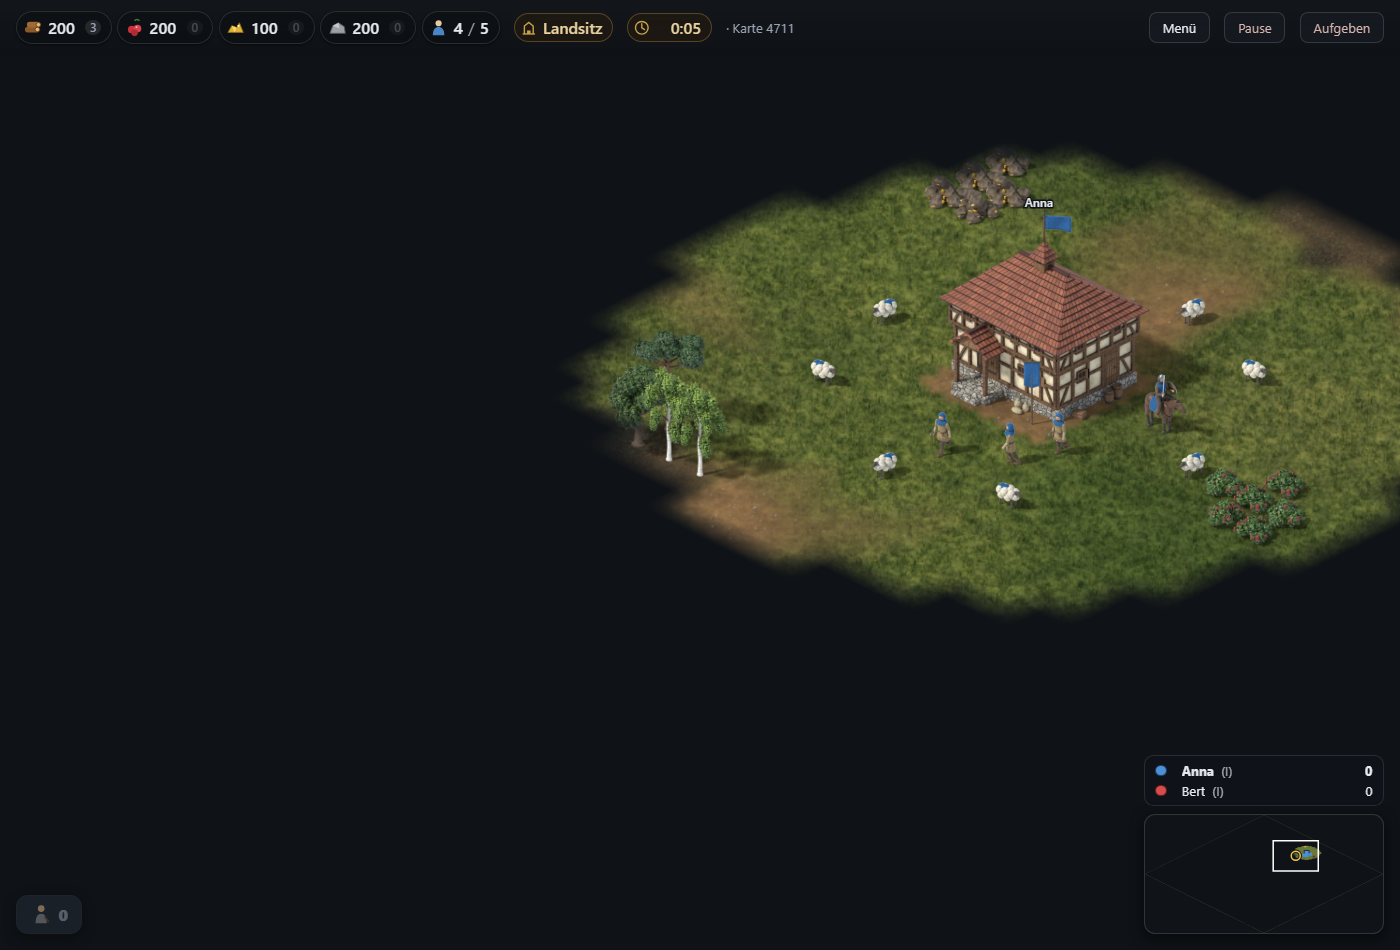 200 3 200 0 100 0 200 0 4 / 5 Landsitz 0:05 · Karte 4711 Menü Pause Aufgeben
Anna
Anna (I) 0
Bert (I) 0
0